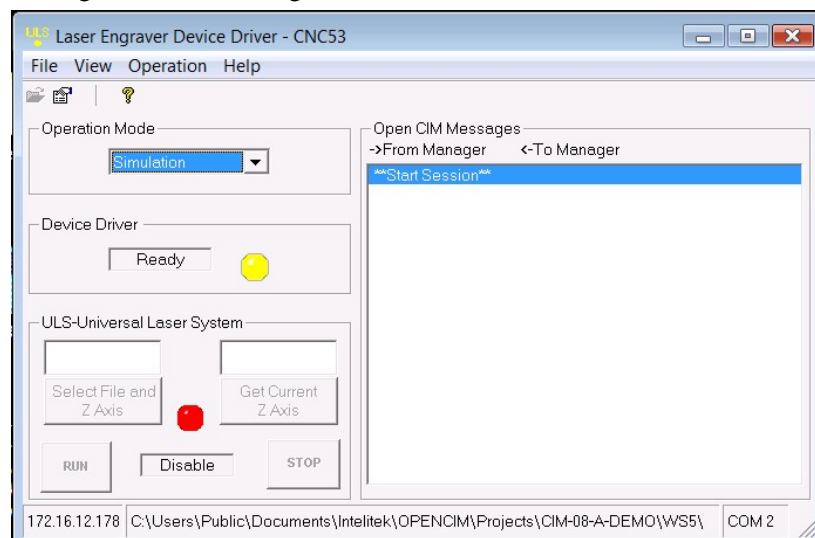 ULS Laser Engraver Device Driver - CNC53
File View Operation Help
Operation Mode
Simulation
Device Driver
Ready
ULS-Universal Laser System
Select File and
Z Axis
Get Current
Z Axis
RUN
Disable
STOP
Open CIM Messages
->From Manager <-To Manager
**Start Session**
172.16.12.178 C:\Users\Public\Documents\Intelitek\OPENCIM\Projects\CIM-08-A-DEMO\WS5\ COM 2